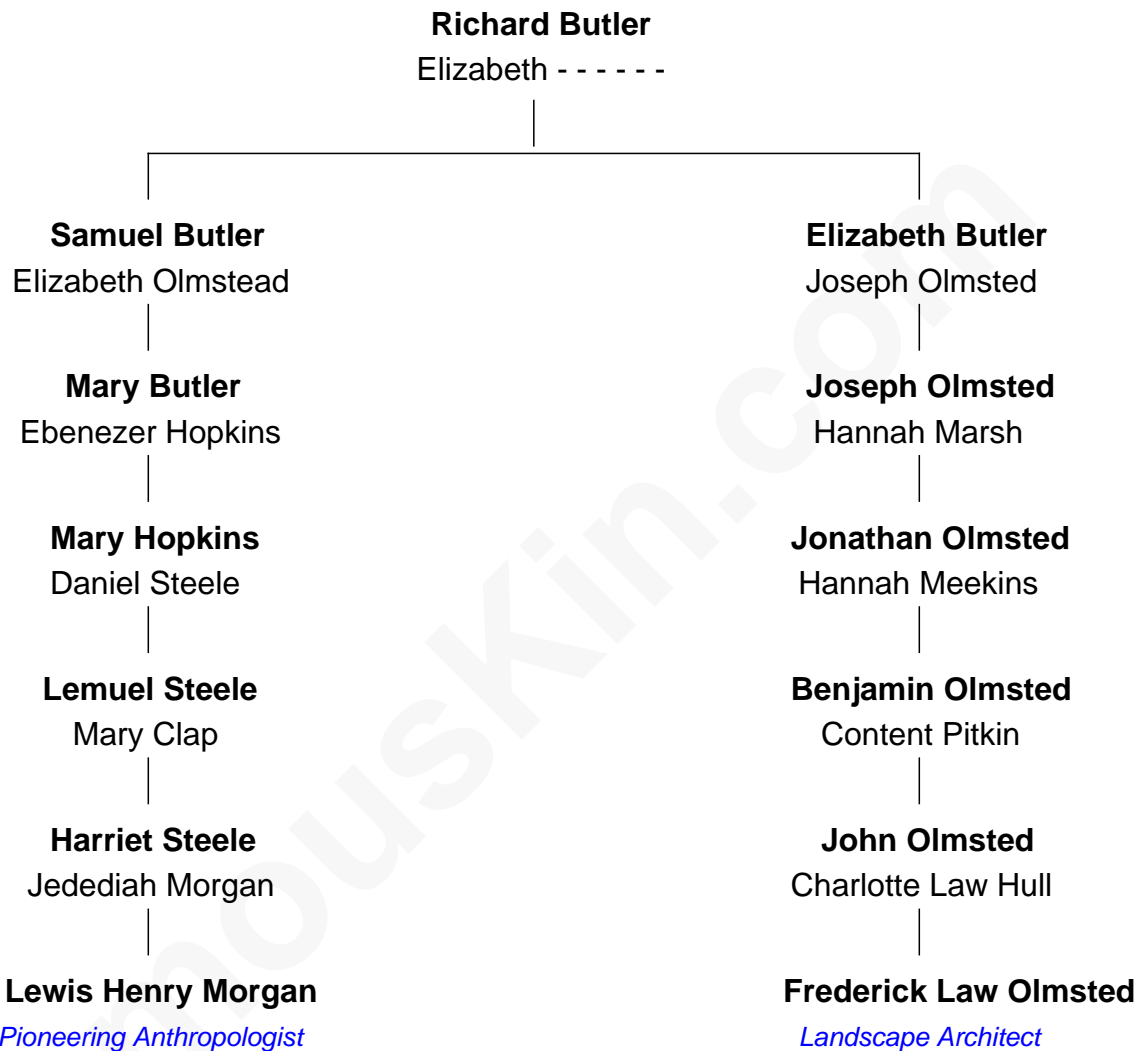 Richard Butler
Elizabeth - - - - - -
Samuel Butler
Elizabeth Olmstead
Mary Butler
Ebenezer Hopkins
Mary Hopkins
Daniel Steele
Lemuel Steele
Mary Clap
Harriet Steele
Jedediah Morgan
Lewis Henry Morgan
Pioneering Anthropologist
Elizabeth Butler
Joseph Olmsted
Joseph Olmsted
Hannah Marsh
Jonathan Olmsted
Hannah Meekins
Benjamin Olmsted
Content Pitkin
John Olmsted
Charlotte Law Hull
Frederick Law Olmsted
Landscape Architect
mouskin.com